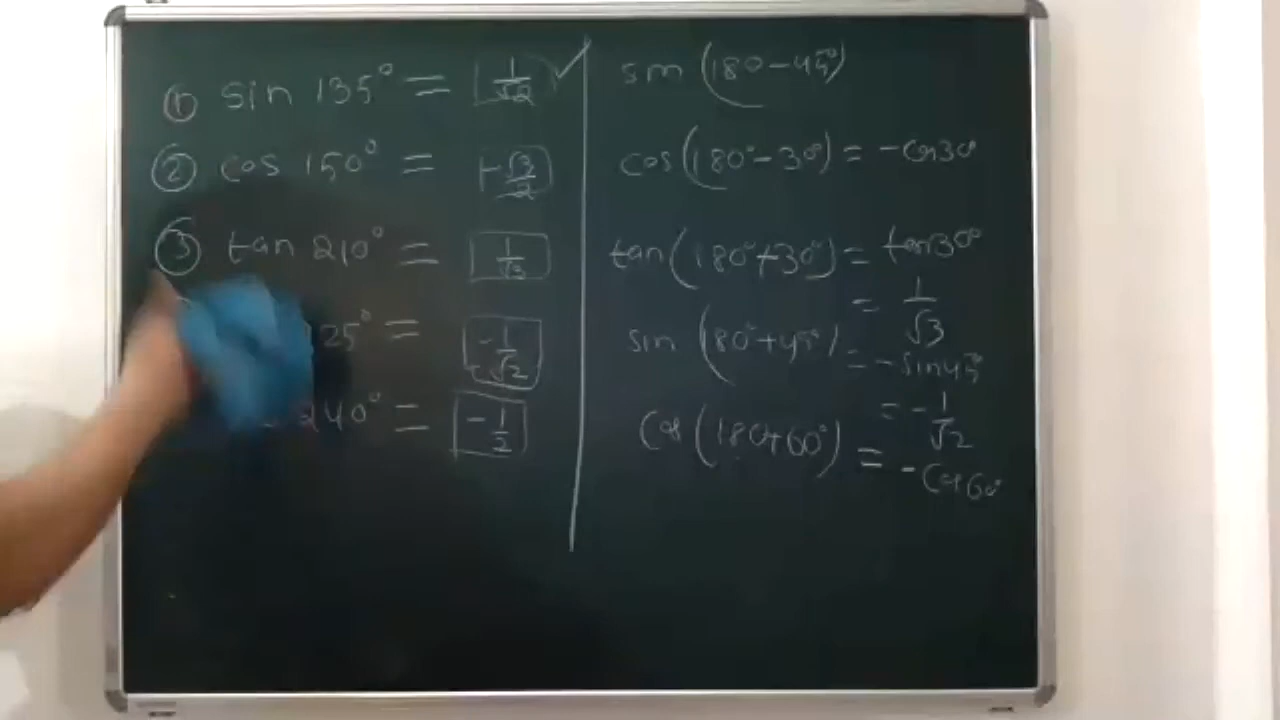 ① sin 135° = 1/√2 ✓
② cos 150° = -√3/2
③ tan 210° = 1/√3
25° = -1/√2
240° = -1/2
sin (180-45°)
cos (180°-30°) = -cos30°
tan (180°+30°) = tan30°
= 1/√3
sin (180°+45°) = -sin45°
= -1/√2
Cos (180+60°) = -Cos60°